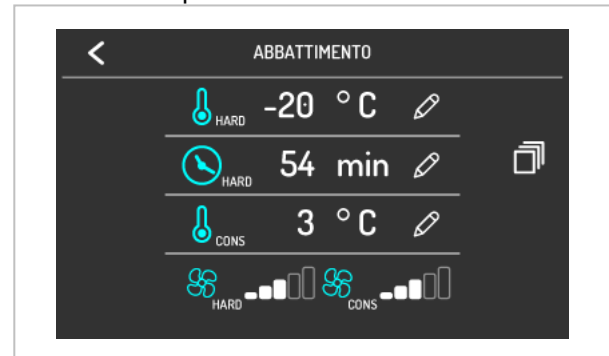 ABBATTIMENTO
HARD -20 °C
HARD 54 min
CONS 3 °C
HARD CONS